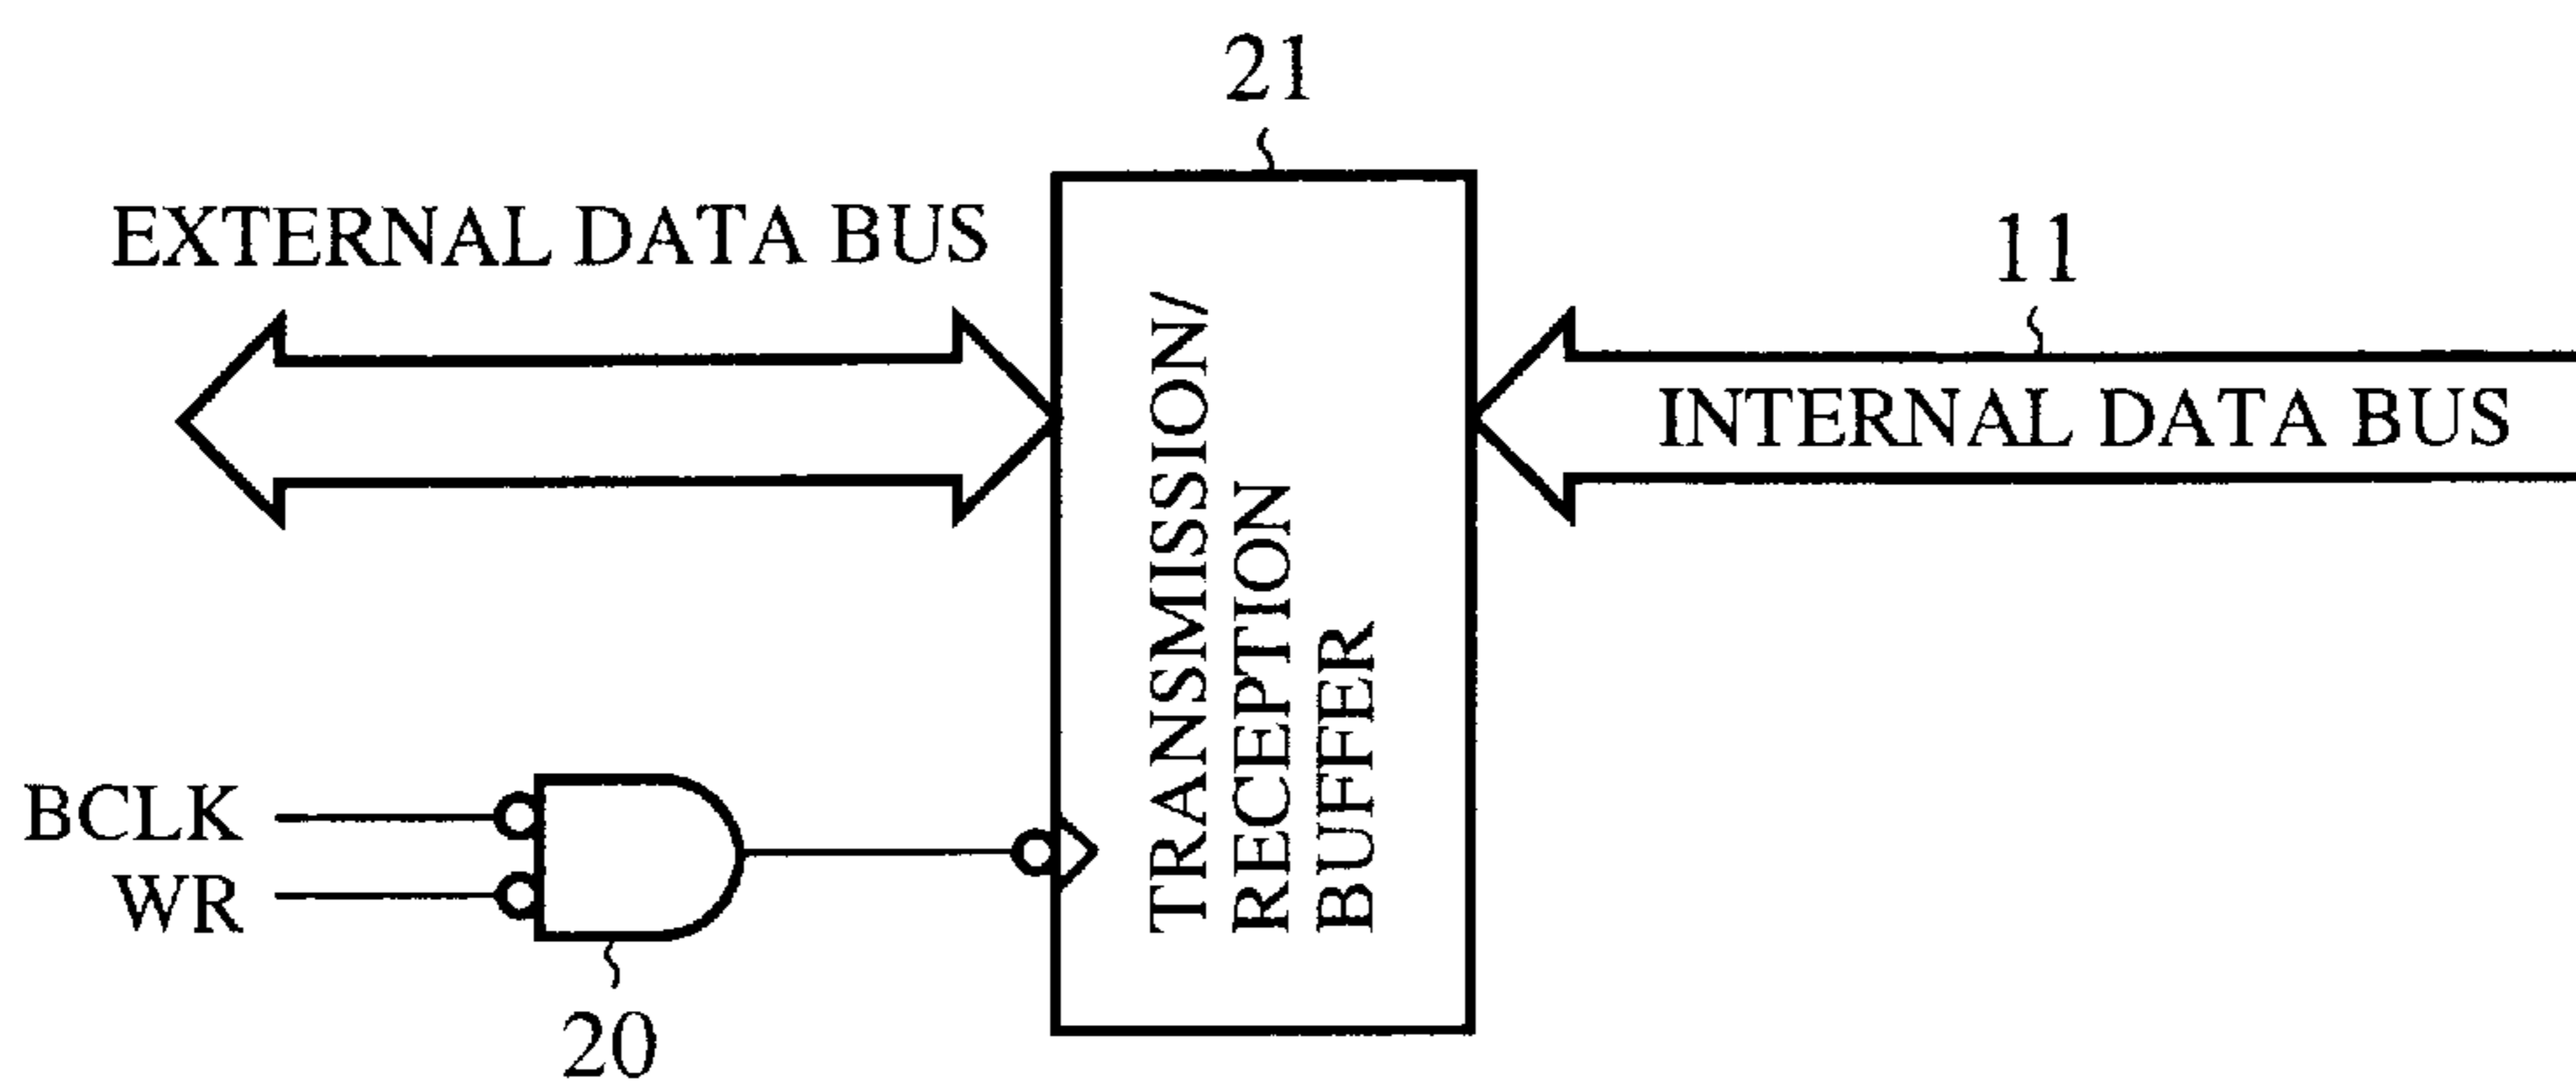 21
EXTERNAL DATA BUS
11
INTERNAL DATA BUS
TRANSMISSION/
RECEPTION
BUFFER
BCLK
WR
20